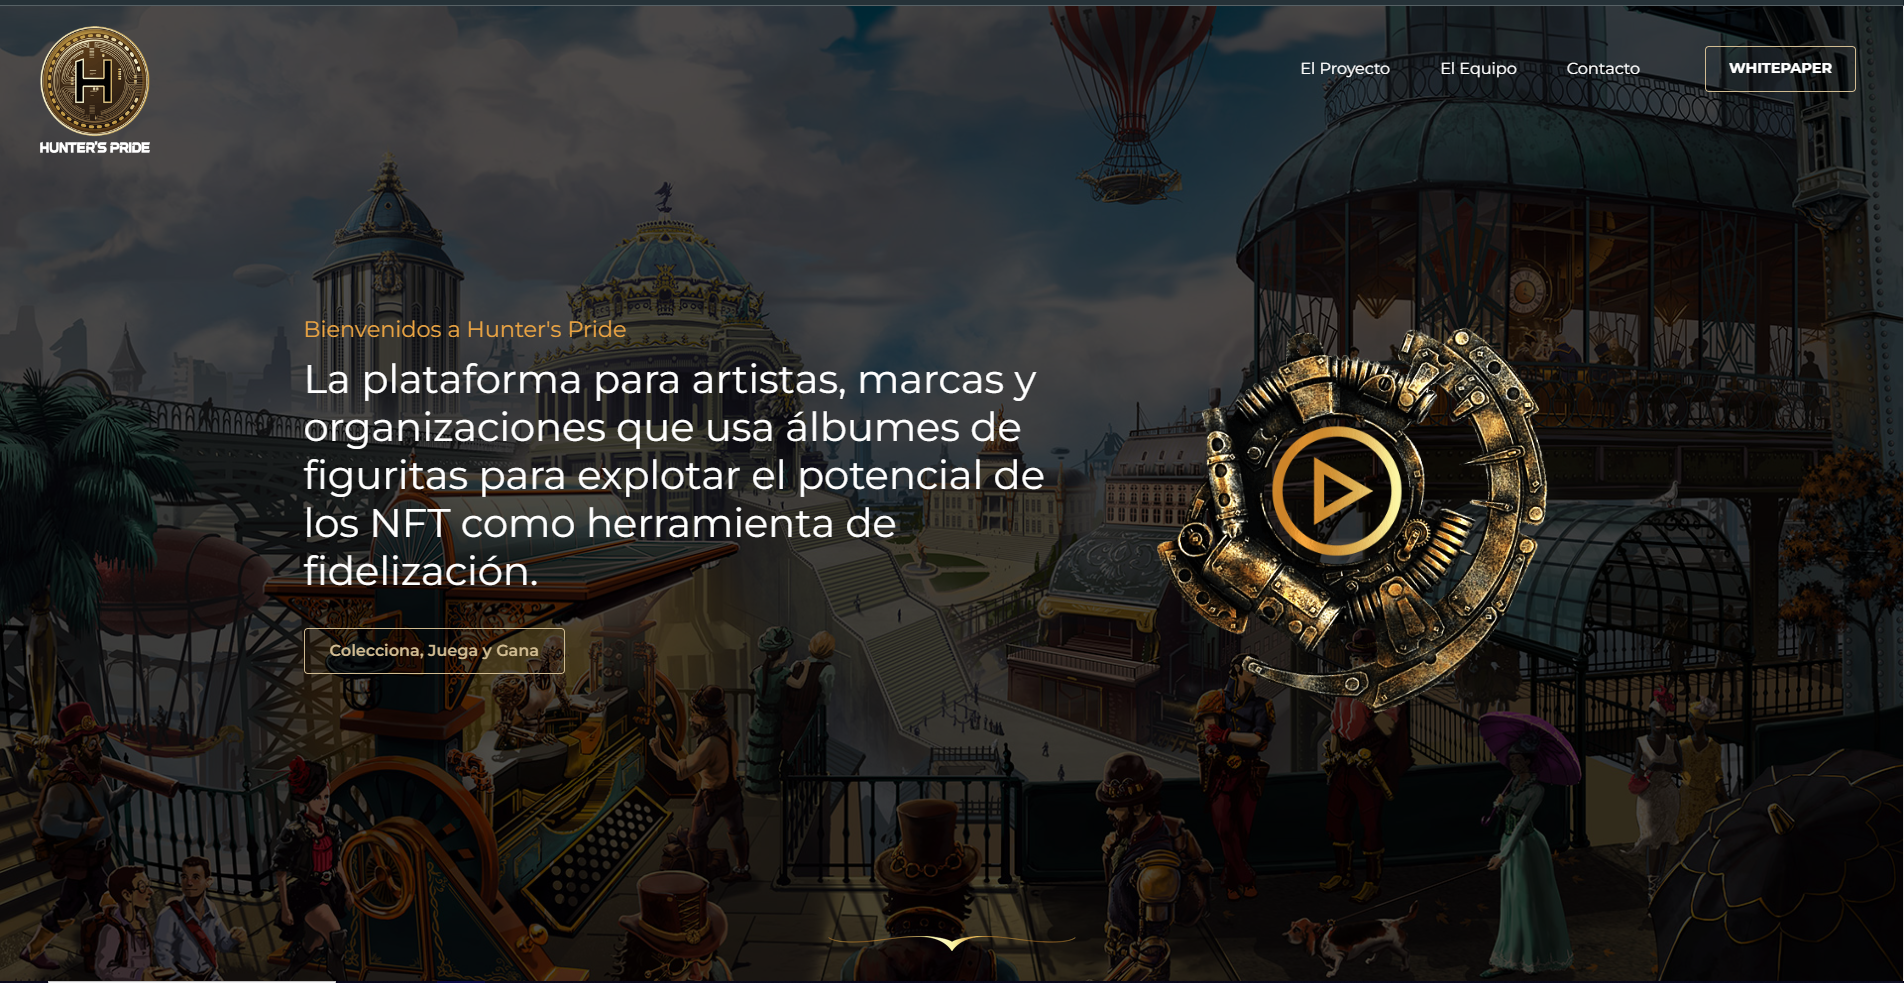 H
HUNTER'S PRIDE
El Proyecto
El Equipo
Contacto
WHITEPAPER
Bienvenidos a Hunter's Pride
La plataforma para artistas, marcas y
organizaciones que usa álbumes de
figuritas para explotar el potencial de
los NFT como herramienta de
fidelización.
Colecciona, Juega y Gana